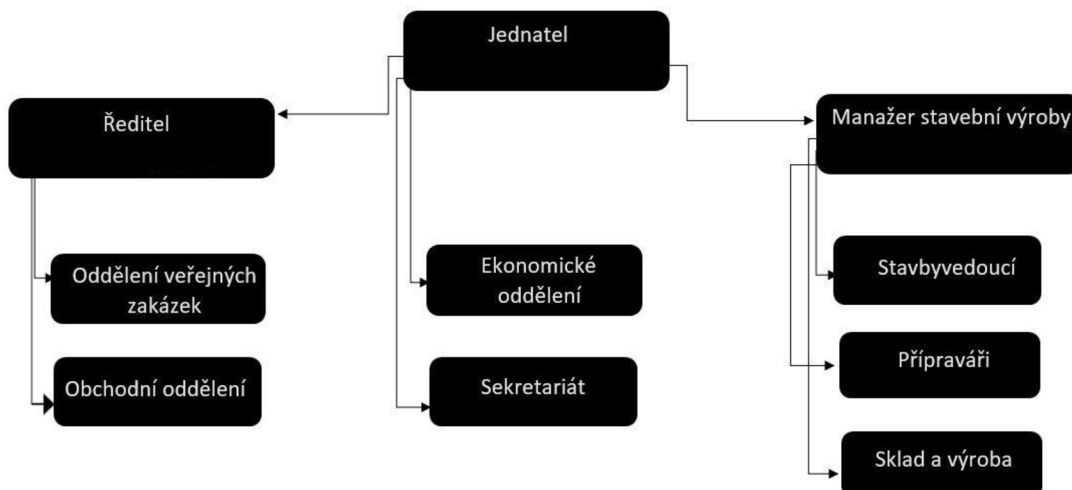 Jednatel
Ředitel
Manažer stavební výroby
Oddělení veřejných
zakázek
Obchodní oddělení
Ekonomické
oddělení
Sekretariát
Stavbyvedoucí
Přípraváři
Sklad a výroba